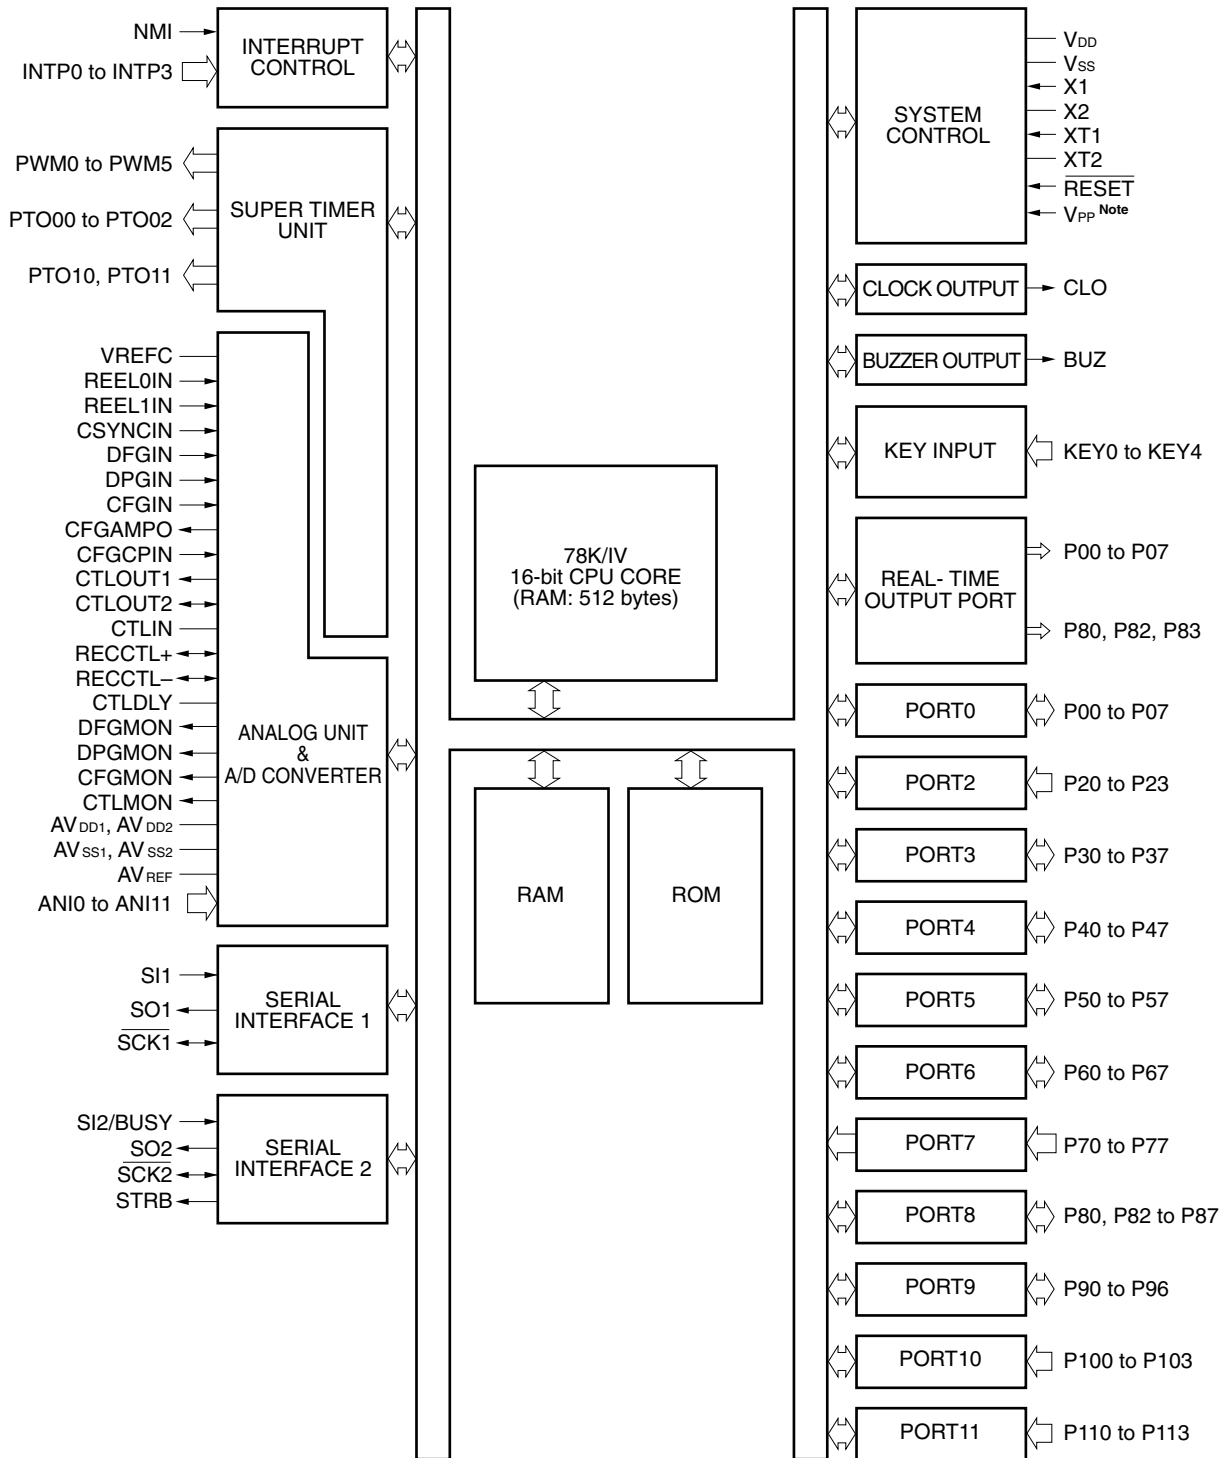 NMI
INTP0 to INTP3
INTERRUPT
CONTROL
PWM0 to PWM5
PTO00 to PTO02
PTO10, PTO11
SUPER TIMER
UNIT
VREFC
REEL0IN
REEL1IN
CSYNCIN
DFGIN
DPGIN
CFGIN
CFGAMPO
CFGCPIN
CTLOUT1
CTLOUT2
CTLIN
RECCTL+
RECCTL–
CTLDLY
DFGMON
DPGMON
CFGMON
CTLMON
AVDD1, AVDD2
AVSS1, AVSS2
AVREF
ANI0 to ANI11
ANALOG UNIT
&
A/D CONVERTER
SI1
SO1
SCK1
SERIAL
INTERFACE 1
SI2/BUSY
SO2
SCK2
STRB
SERIAL
INTERFACE 2
78K/IV
16-bit CPU CORE
(RAM: 512 bytes)
RAM
ROM
SYSTEM
CONTROL
VDD
VSS
X1
X2
XT1
XT2
RESET
VPP Note
CLOCK OUTPUT
CLO
BUZZER OUTPUT
BUZ
KEY INPUT
KEY0 to KEY4
REAL- TIME
OUTPUT PORT
P00 to P07
P80, P82, P83
PORT0
P00 to P07
PORT2
P20 to P23
PORT3
P30 to P37
PORT4
P40 to P47
PORT5
P50 to P57
PORT6
P60 to P67
PORT7
P70 to P77
PORT8
P80, P82 to P87
PORT9
P90 to P96
PORT10
P100 to P103
PORT11
P110 to P113